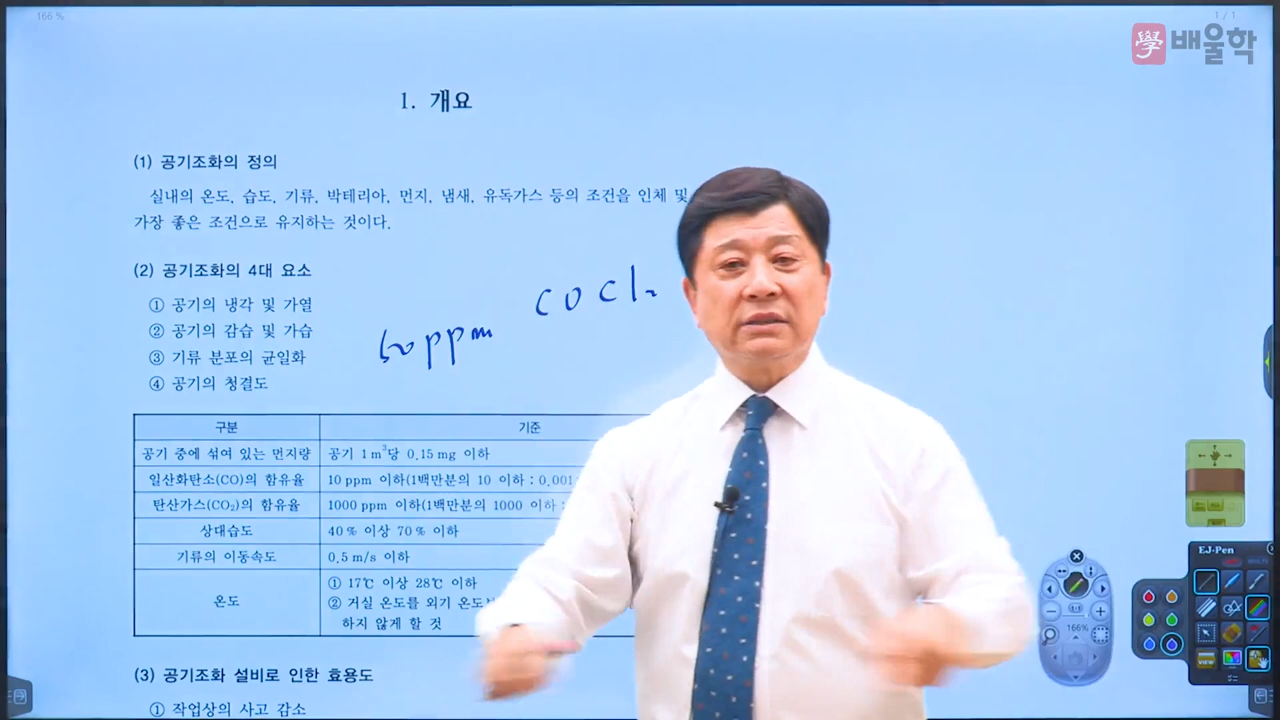 166 %
1 / 1
學 배울학
1. 개요
(1) 공기조화의 정의
실내의 온도, 습도, 기류, 박테리아, 먼지, 냄새, 유독가스 등의 조건을 인체 및
가장 좋은 조건으로 유지하는 것이다.
(2) 공기조화의 4대 요소
① 공기의 냉각 및 가열
② 공기의 감습 및 가습
③ 기류 분포의 균일화
④ 공기의 청결도
COCl₂
50 ppm
구분 기준
공기 중에 섞여 있는 먼지량 공기 1 m³당 0.15 mg 이하
일산화탄소(CO)의 함유율 10 ppm 이하(1백만분의 10 이하 : 0.001
탄산가스(CO₂)의 함유율 1000 ppm 이하(1백만분의 1000 이하 :
상대습도 40 % 이상 70 % 이하
기류의 이동속도 0.5 m/s 이하
온도 ① 17℃ 이상 28℃ 이하
② 거실 온도를 외기 온도
하지 않게 할 것
(3) 공기조화 설비로 인한 효용도
① 작업상의 사고 감소
EJ-Pen
166%
VIEW